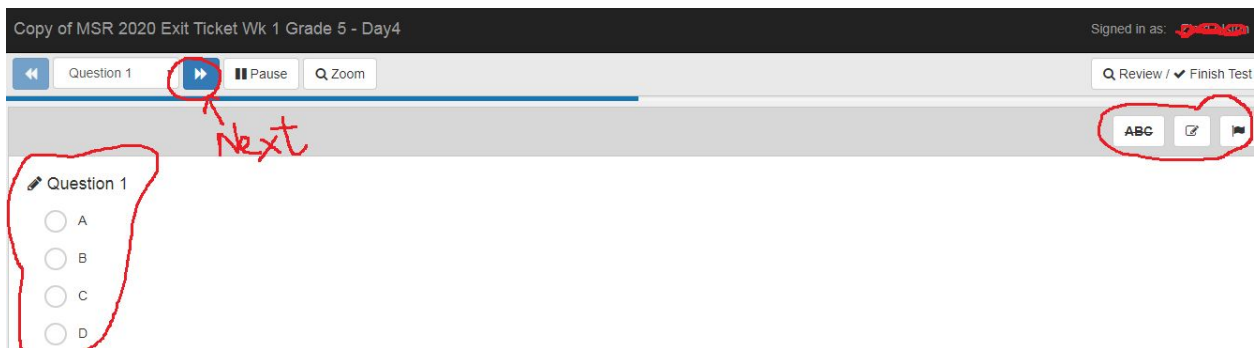 Copy of MSR 2020 Exit Ticket Wk 1 Grade 5 - Day4 Signed in as:
Question 1 Pause Zoom Review / ✔ Finish Test
Next
ABC
Question 1
A
B
C
D